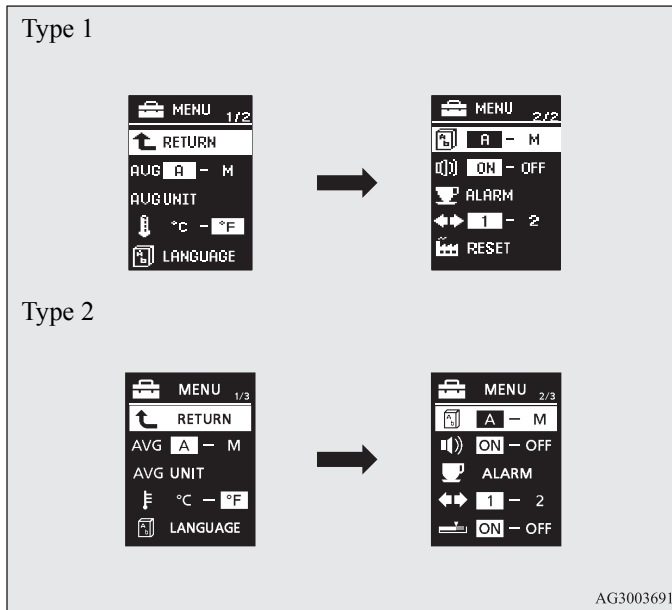 Type 1
MENU 1/2
RETURN
AVG A - M
AVG UNIT
°C - °F
LANGUAGE
MENU 2/2
A - M
ON - OFF
ALARM
1 - 2
RESET
Type 2
MENU 1/3
RETURN
AVG A - M
AVG UNIT
°C - °F
LANGUAGE
MENU 2/3
A - M
ON - OFF
ALARM
1 - 2
ON - OFF
AG3003691